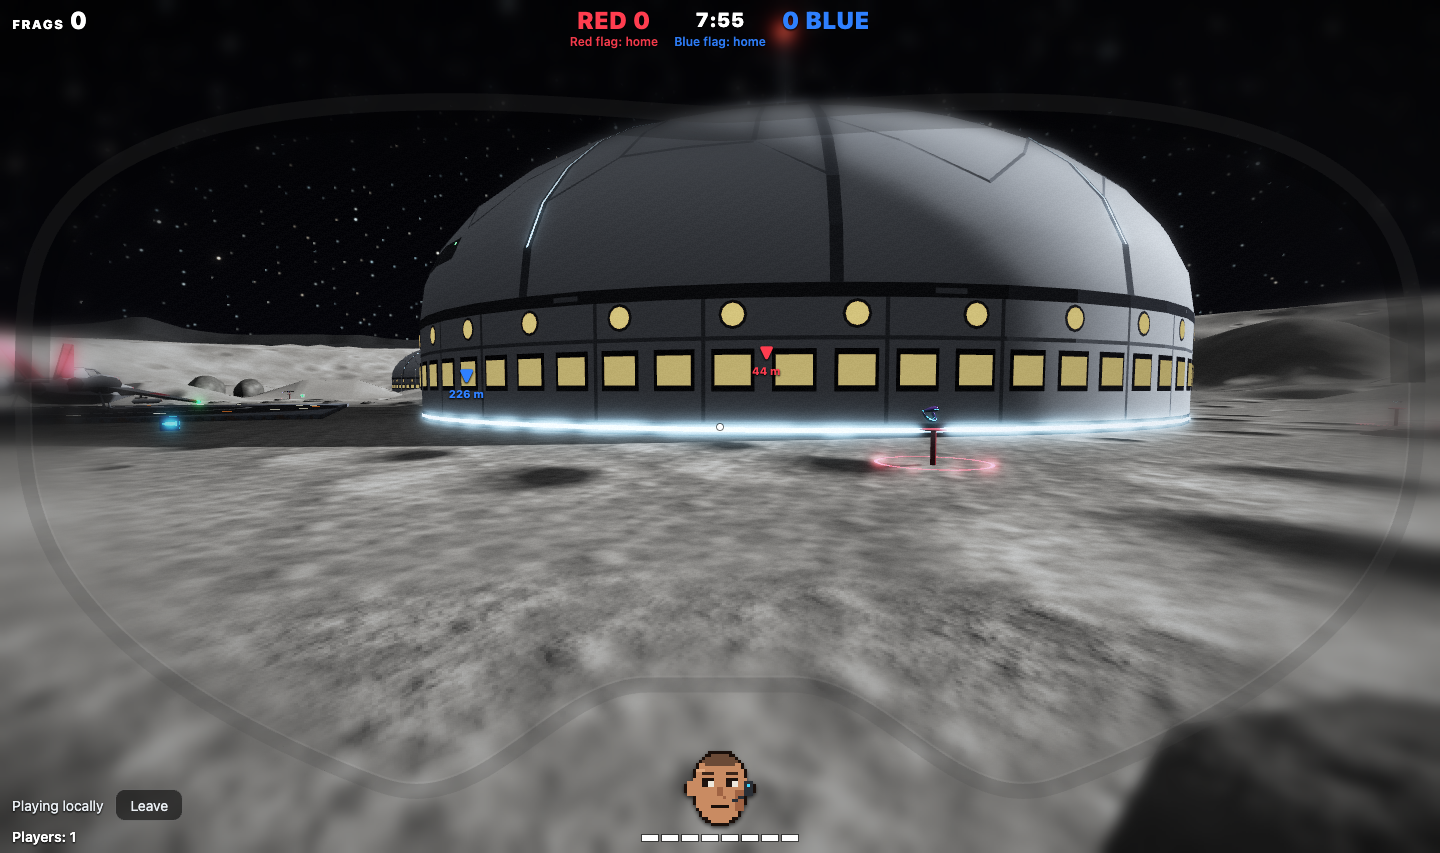 FRAGS 0
RED 0 7:55 0 BLUE
Red flag: home Blue flag: home
44 m
226 m
Playing locally Leave
Players: 1